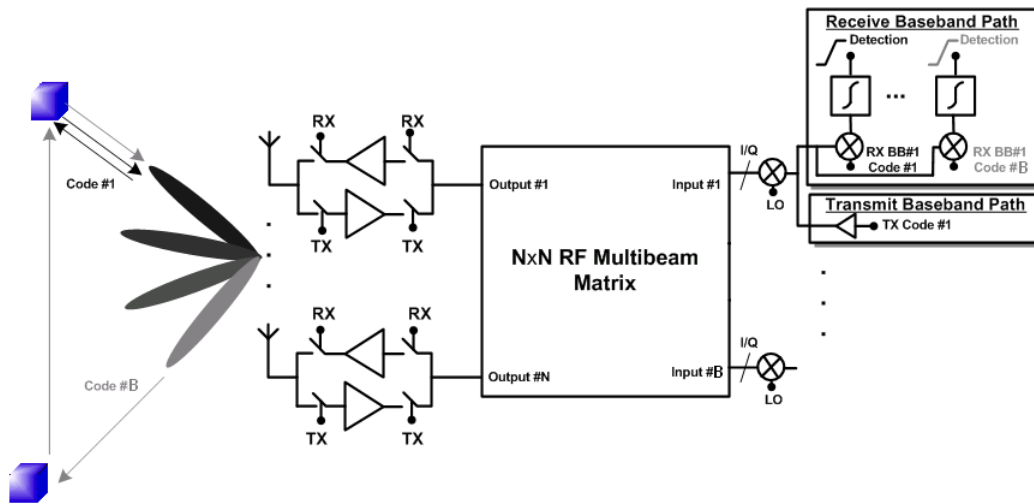 Receive Baseband Path
Detection
Detection
...
RX BB#1
Code #1
RX BB#1
Code #B
Transmit Baseband Path
TX Code #1
I/Q
LO
Code #1
Code #B
RX
RX
TX
TX
Output #1
Input #1
NxN RF Multibeam
Matrix
RX
RX
TX
TX
Output #N
Input #B
I/Q
LO